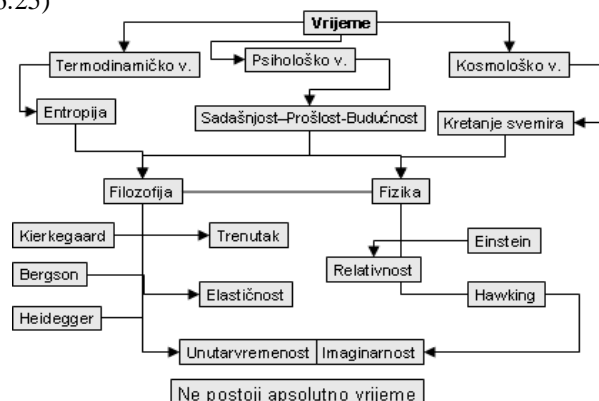 Vrijeme
Termodinamičko v.
Psihološko v.
Kosmološko v.
Entropija
Sadašnjost–Prošlost-Budućnost
Kretanje svemira
Filozofija
Fizika
Kierkegaard
Trenutak
Einstein
Relativnost
Bergson
Elastičnost
Hawking
Heidegger
Unutarvremenost
Imaginarnost
Ne postoji apsolutno vrijeme